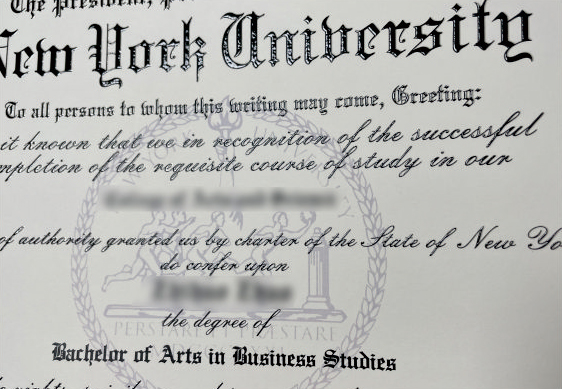 The President,
New York University
To all persons to whom this writing may come, Greeting:
it known that we in recognition of the successful
mpletion of the requisite course of study in our
of authority granted us by charter of the State of New Yo
do confer upon
the degree of
PERSTARE PRAESTARE
Bachelor of Arts in Business Studies